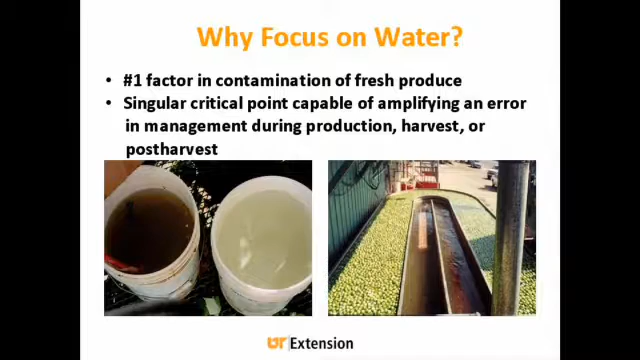 Why Focus on Water?
• #1 factor in contamination of fresh produce
• Singular critical point capable of amplifying an error
in management during production, harvest, or
postharvest
UT Extension